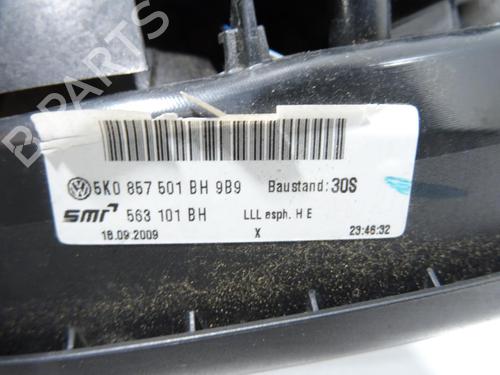 B-PARTS
5K0 857 501 BH 9B9 Baustand: 30S
smr 563 101 BH LLL asph. H E
18.09.2009 X 23:46:32